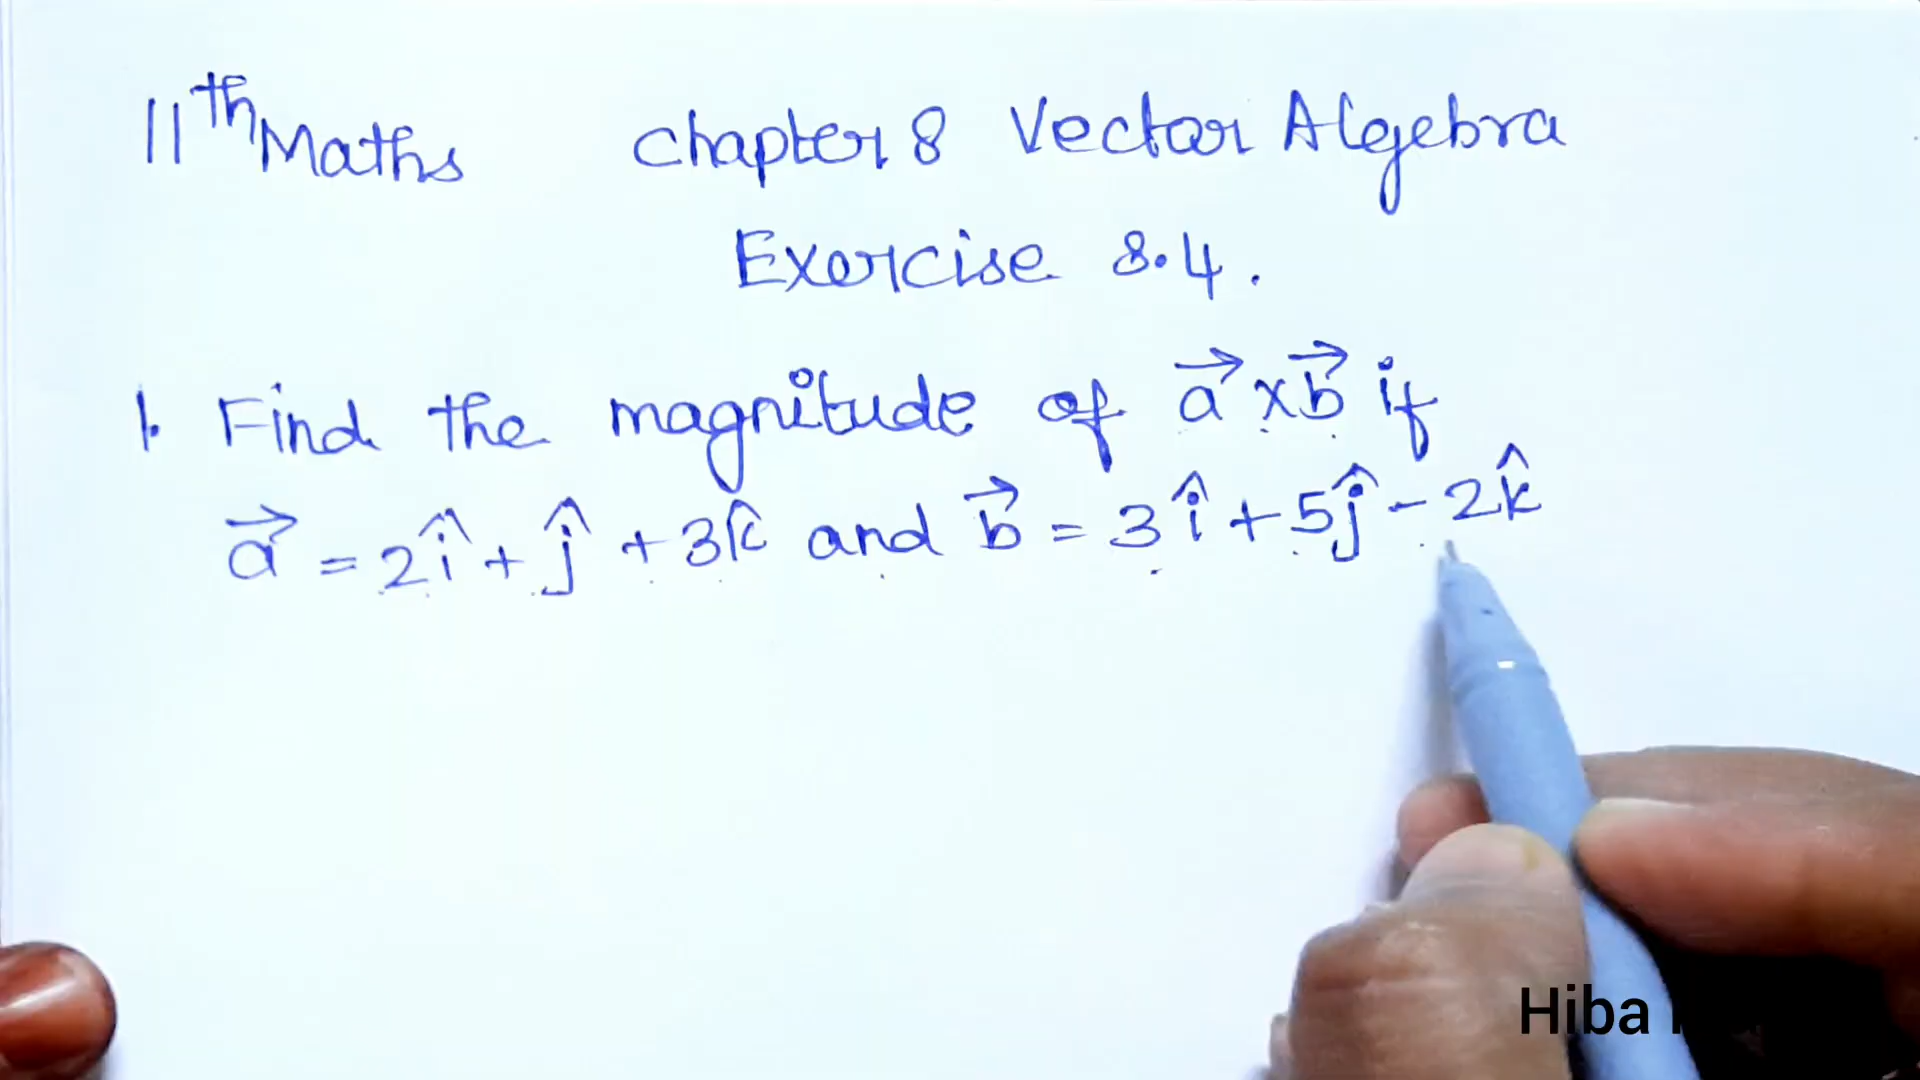 11th Maths Chapter 8 Vector Algebra
Exercise 8.4.
1. Find the magnitude of a⃗ × b⃗ if
a⃗ = 2î + ĵ + 3k̂ and b⃗ = 3î + 5ĵ - 2k̂
Hiba